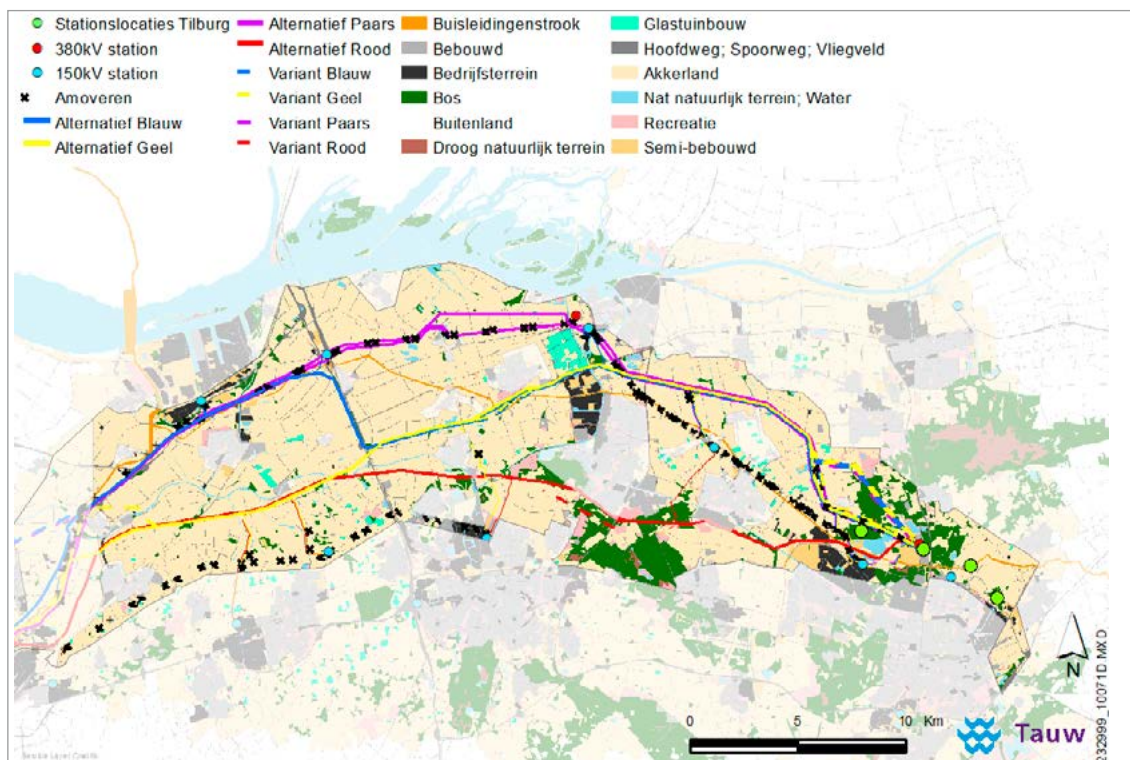 Stationslocaties Tilburg
380kV station
150kV station
Amoveren
Alternatief Blauw
Alternatief Geel
Alternatief Paars
Alternatief Rood
Variant Blauw
Variant Geel
Variant Paars
Variant Rood
Buisleidingenstrook
Bebouwd
Bedrijfsterrein
Bos
Buitenland
Droog natuurlijk terrein
Glastuinbouw
Hoofdweg; Spoorweg; Vliegveld
Akkerland
Nat natuurlijk terrein; Water
Recreatie
Semi-bebouwd
N
0 5 10 Km
Tauw
232999_10071D MXD